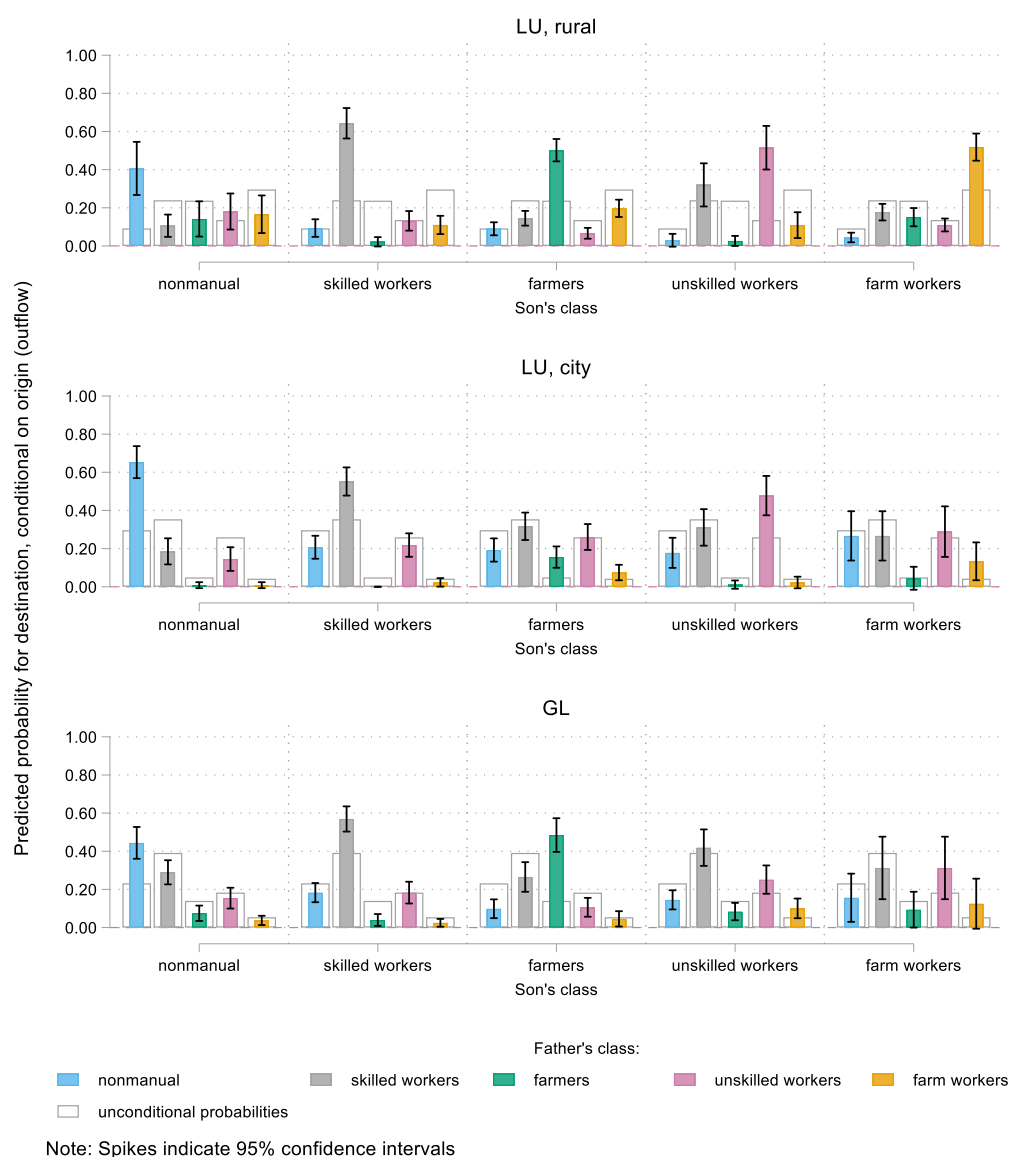 Predicted probability for destination, conditional on origin (outflow)
LU, rural
1.00
0.80
0.60
0.40
0.20
0.00
nonmanual skilled workers farmers unskilled workers farm workers
Son's class
LU, city
1.00
0.80
0.60
0.40
0.20
0.00
nonmanual skilled workers farmers unskilled workers farm workers
Son's class
GL
1.00
0.80
0.60
0.40
0.20
0.00
nonmanual skilled workers farmers unskilled workers farm workers
Son's class
Father's class:
nonmanual skilled workers farmers unskilled workers farm workers
unconditional probabilities
Note: Spikes indicate 95% confidence intervals